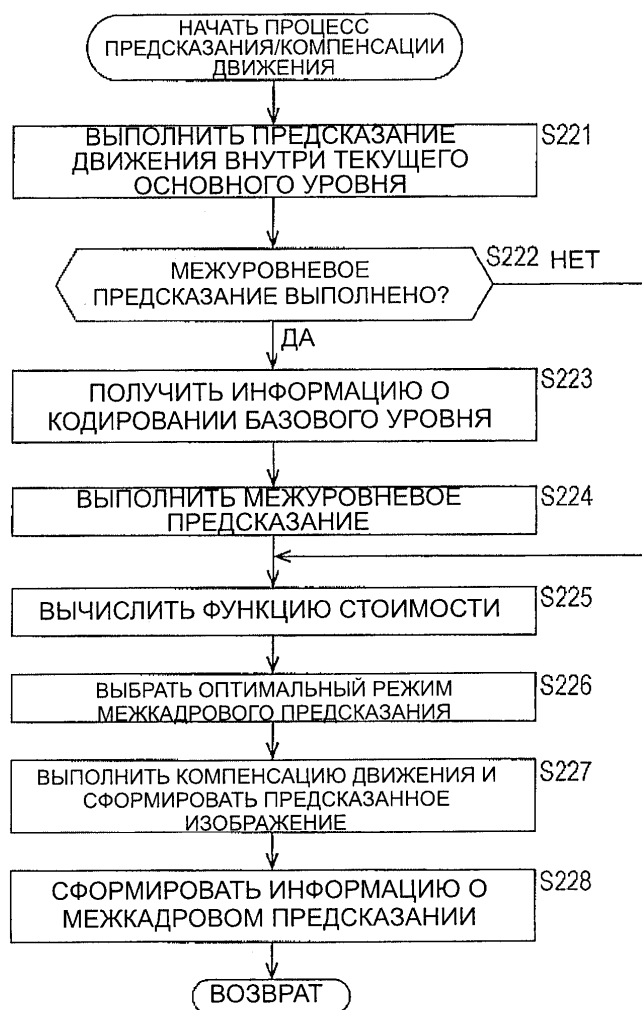 НАЧАТЬ ПРОЦЕСС
ПРЕДСКАЗАНИЯ/КОМПЕНСАЦИИ
ДВИЖЕНИЯ
ВЫПОЛНИТЬ ПРЕДСКАЗАНИЕ
ДВИЖЕНИЯ ВНУТРИ ТЕКУЩЕГО
ОСНОВНОГО УРОВНЯ
S221
МЕЖУРОВНЕВОЕ
ПРЕДСКАЗАНИЕ ВЫПОЛНЕНО?
S222 НЕТ
ДА
ПОЛУЧИТЬ ИНФОРМАЦИЮ О
КОДИРОВАНИИ БАЗОВОГО УРОВНЯ
S223
ВЫПОЛНИТЬ МЕЖУРОВНЕВОЕ
ПРЕДСКАЗАНИЕ
S224
ВЫЧИСЛИТЬ ФУНКЦИЮ СТОИМОСТИ
S225
ВЫБРАТЬ ОПТИМАЛЬНЫЙ РЕЖИМ
МЕЖКАДРОВОГО ПРЕДСКАЗАНИЯ
S226
ВЫПОЛНИТЬ КОМПЕНСАЦИЮ ДВИЖЕНИЯ И
СФОРМИРОВАТЬ ПРЕДСКАЗАННОЕ
ИЗОБРАЖЕНИЕ
S227
СФОРМИРОВАТЬ ИНФОРМАЦИЮ О
МЕЖКАДРОВОМ ПРЕДСКАЗАНИИ
S228
ВОЗВРАТ